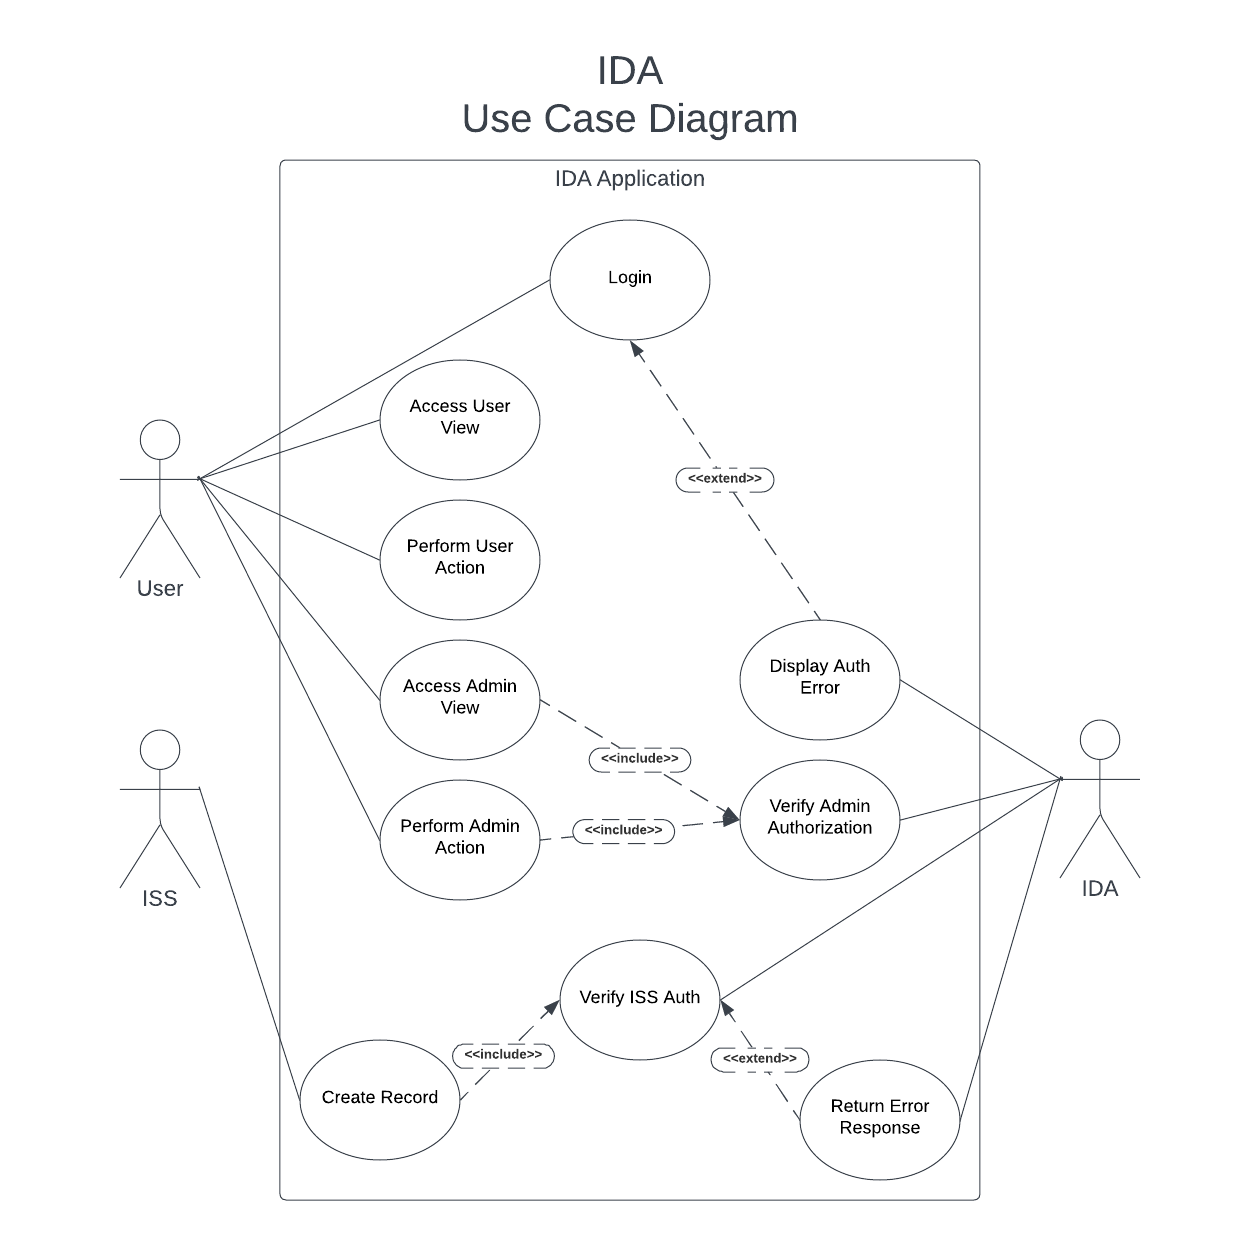 IDA
Use Case Diagram
IDA Application
Login
Access User
View
<<extend>>
Perform User
Action
User
Access Admin
View
Display Auth
Error
<<include>>
Perform Admin
Action
<<include>>
Verify Admin
Authorization
ISS
IDA
Verify ISS Auth
<<include>>
<<extend>>
Create Record
Return Error
Response